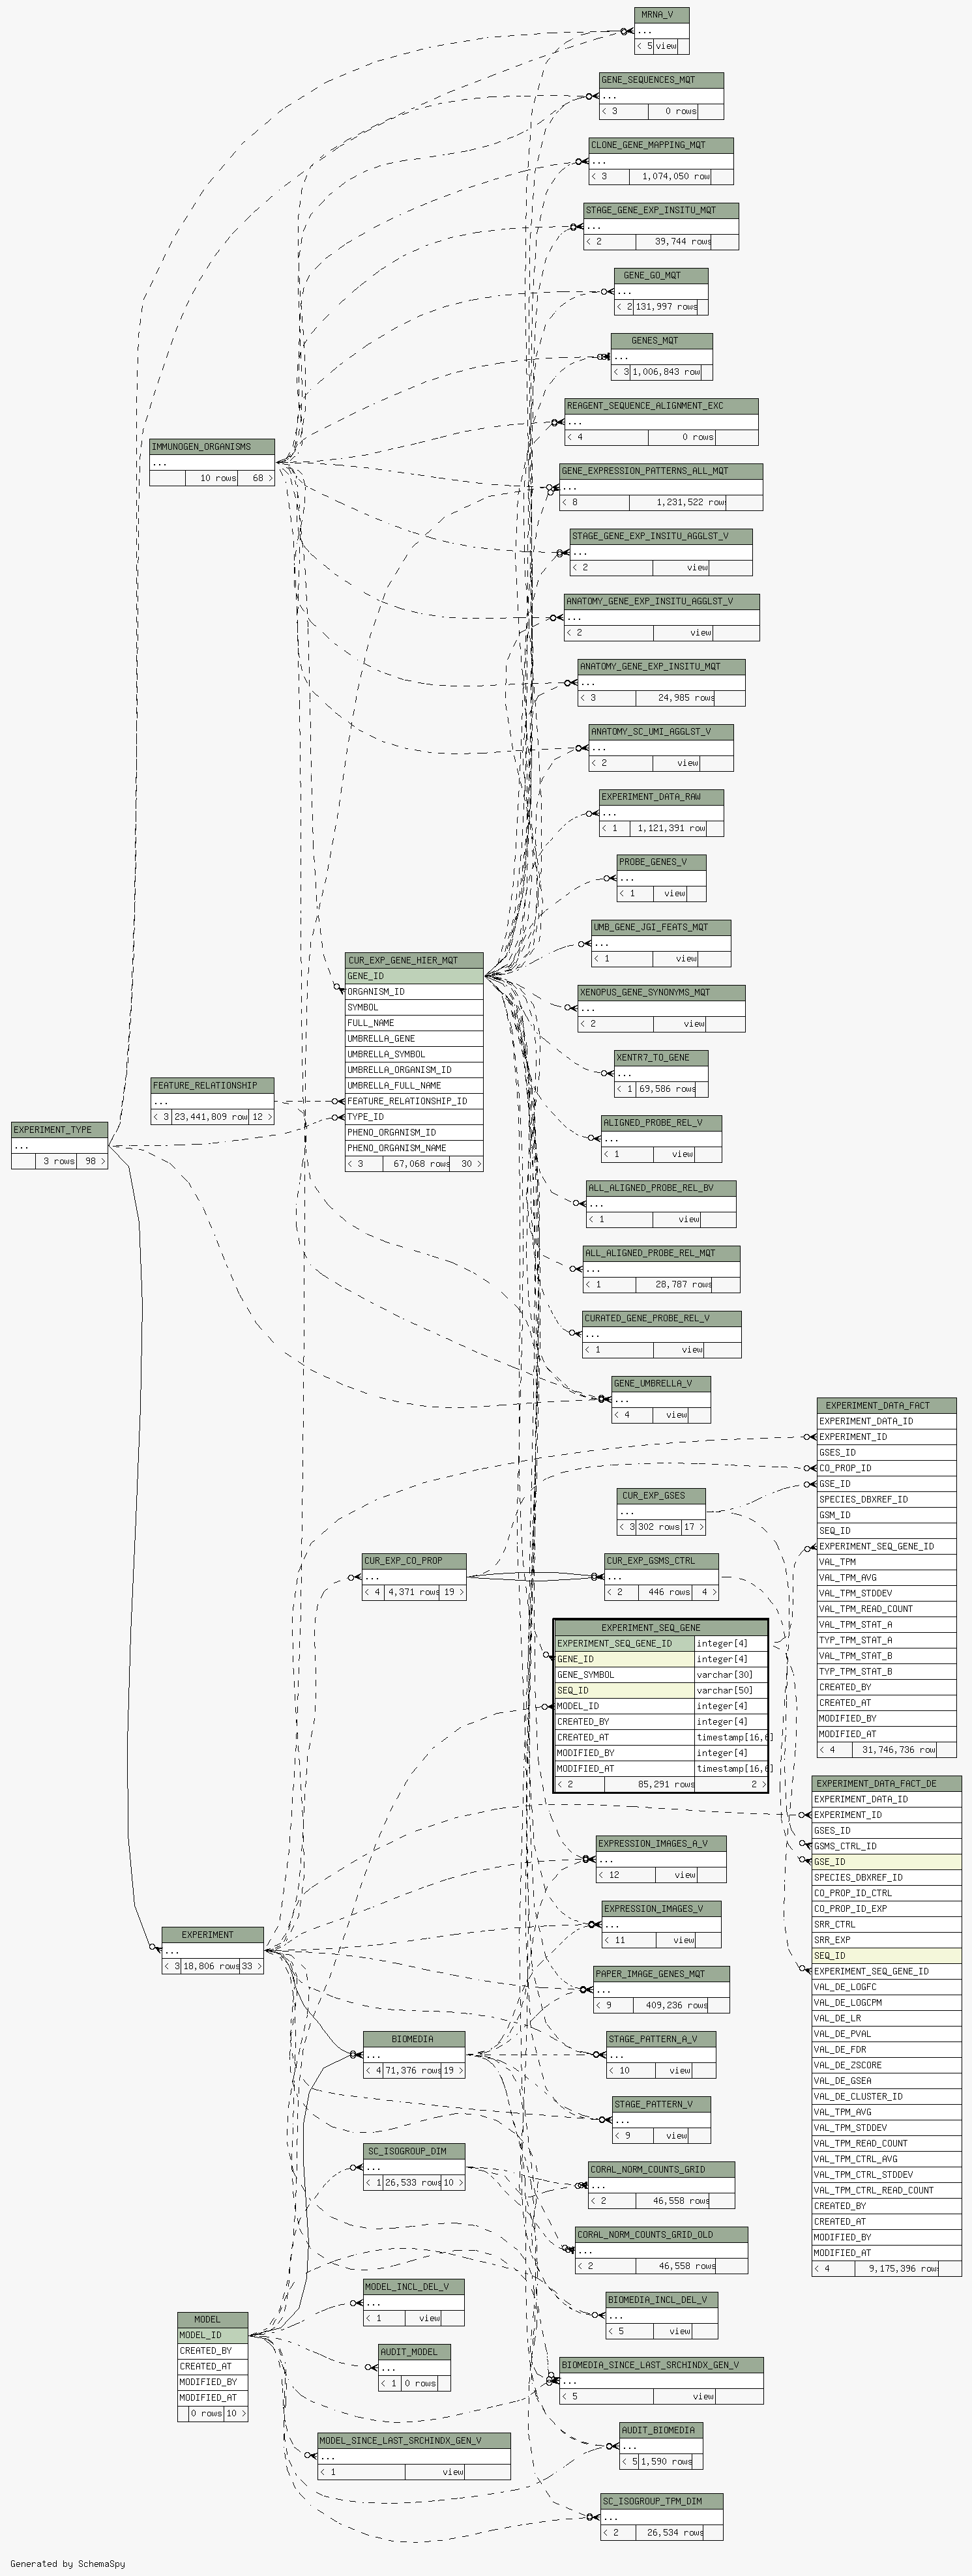 MRNA_V
...
< 5 view
GENE_SEQUENCES_MQT
...
< 3 0 rows
CLONE_GENE_MAPPING_MQT
...
< 3 1,074,050 row
STAGE_GENE_EXP_INSITU_MQT
...
< 2 39,744 rows
GENE_GO_MQT
...
< 2 131,997 rows
GENES_MQT
...
< 3 1,006,843 row
REAGENT_SEQUENCE_ALIGNMENT_EXC
...
< 4 0 rows
IMMUNOGEN_ORGANISMS
...
10 rows 68 >
GENE_EXPRESSION_PATTERNS_ALL_MQT
...
< 8 1,231,522 row
STAGE_GENE_EXP_INSITU_AGGLST_V
...
< 2 view
ANATOMY_GENE_EXP_INSITU_AGGLST_V
...
< 2 view
ANATOMY_GENE_EXP_INSITU_MQT
...
< 3 24,985 rows
ANATOMY_SC_UMI_AGGLST_V
...
< 2 view
EXPERIMENT_DATA_RAW
...
< 1 1,121,391 row
PROBE_GENES_V
...
< 1 view
UMB_GENE_JGI_FEATS_MQT
...
< 1 view
CUR_EXP_GENE_HIER_MQT
GENE_ID
ORGANISM_ID
SYMBOL
FULL_NAME
UMBRELLA_GENE
UMBRELLA_SYMBOL
UMBRELLA_ORGANISM_ID
UMBRELLA_FULL_NAME
FEATURE_RELATIONSHIP_ID
TYPE_ID
PHENO_ORGANISM_ID
PHENO_ORGANISM_NAME
< 3 67,068 rows 30 >
XENOPUS_GENE_SYNONYMS_MQT
...
< 2 view
XENTR7_TO_GENE
...
< 1 69,586 rows
FEATURE_RELATIONSHIP
...
< 3 23,441,809 row 12 >
EXPERIMENT_TYPE
...
3 rows 98 >
ALIGNED_PROBE_REL_V
...
< 1 view
ALL_ALIGNED_PROBE_REL_BV
...
< 1 view
ALL_ALIGNED_PROBE_REL_MQT
...
< 1 28,787 rows
CURATED_GENE_PROBE_REL_V
...
< 1 view
GENE_UMBRELLA_V
...
< 4 view
EXPERIMENT_DATA_FACT
EXPERIMENT_DATA_ID
EXPERIMENT_ID
GSES_ID
CO_PROP_ID
GSE_ID
SPECIES_DBXREF_ID
GSM_ID
SEQ_ID
EXPERIMENT_SEQ_GENE_ID
VAL_TPM
VAL_TPM_AVG
VAL_TPM_STDDEV
VAL_TPM_READ_COUNT
VAL_TPM_STAT_A
TYP_TPM_STAT_A
VAL_TPM_STAT_B
TYP_TPM_STAT_B
CREATED_BY
CREATED_AT
MODIFIED_BY
MODIFIED_AT
< 4 31,746,736 row
CUR_EXP_GSES
...
< 3 302 rows 17 >
CUR_EXP_CO_PROP
...
< 4 4,371 rows 19 >
CUR_EXP_GSMS_CTRL
...
< 2 446 rows 4 >
EXPERIMENT_SEQ_GENE
EXPERIMENT_SEQ_GENE_ID integer[4]
GENE_ID integer[4]
GENE_SYMBOL varchar[30]
SEQ_ID varchar[50]
MODEL_ID integer[4]
CREATED_BY integer[4]
CREATED_AT timestamp[16,6]
MODIFIED_BY integer[4]
MODIFIED_AT timestamp[16,6]
< 2 85,291 rows 2 >
EXPERIMENT_DATA_FACT_DE
EXPERIMENT_DATA_ID
EXPERIMENT_ID
GSES_ID
GSMS_CTRL_ID
GSE_ID
SPECIES_DBXREF_ID
CO_PROP_ID_CTRL
CO_PROP_ID_EXP
SRR_CTRL
SRR_EXP
SEQ_ID
EXPERIMENT_SEQ_GENE_ID
VAL_DE_LOGFC
VAL_DE_LOGCPM
VAL_DE_LR
VAL_DE_PVAL
VAL_DE_FDR
VAL_DE_ZSCORE
VAL_DE_GSEA
VAL_DE_CLUSTER_ID
VAL_TPM_AVG
VAL_TPM_STDDEV
VAL_TPM_READ_COUNT
VAL_TPM_CTRL_AVG
VAL_TPM_CTRL_STDDEV
VAL_TPM_CTRL_READ_COUNT
CREATED_BY
CREATED_AT
MODIFIED_BY
MODIFIED_AT
< 4 9,175,396 rows
EXPRESSION_IMAGES_A_V
...
< 12 view
EXPRESSION_IMAGES_V
...
< 11 view
EXPERIMENT
...
< 3 18,806 rows 33 >
PAPER_IMAGE_GENES_MQT
...
< 9 409,236 rows
BIOMEDIA
...
< 4 71,376 rows 19 >
STAGE_PATTERN_A_V
...
< 10 view
STAGE_PATTERN_V
...
< 9 view
SC_ISOGROUP_DIM
...
< 1 26,533 rows 10 >
CORAL_NORM_COUNTS_GRID
...
< 2 46,558 rows
CORAL_NORM_COUNTS_GRID_OLD
...
< 2 46,558 rows
MODEL_INCL_DEL_V
...
< 1 view
BIOMEDIA_INCL_DEL_V
...
< 5 view
MODEL
MODEL_ID
CREATED_BY
CREATED_AT
MODIFIED_BY
MODIFIED_AT
0 rows 10 >
AUDIT_MODEL
...
< 1 0 rows
BIOMEDIA_SINCE_LAST_SRCHINDX_GEN_V
...
< 5 view
AUDIT_BIOMEDIA
...
< 5 1,590 rows
MODEL_SINCE_LAST_SRCHINDX_GEN_V
...
< 1 view
SC_ISOGROUP_TPM_DIM
...
< 2 26,534 rows
Generated by SchemaSpy